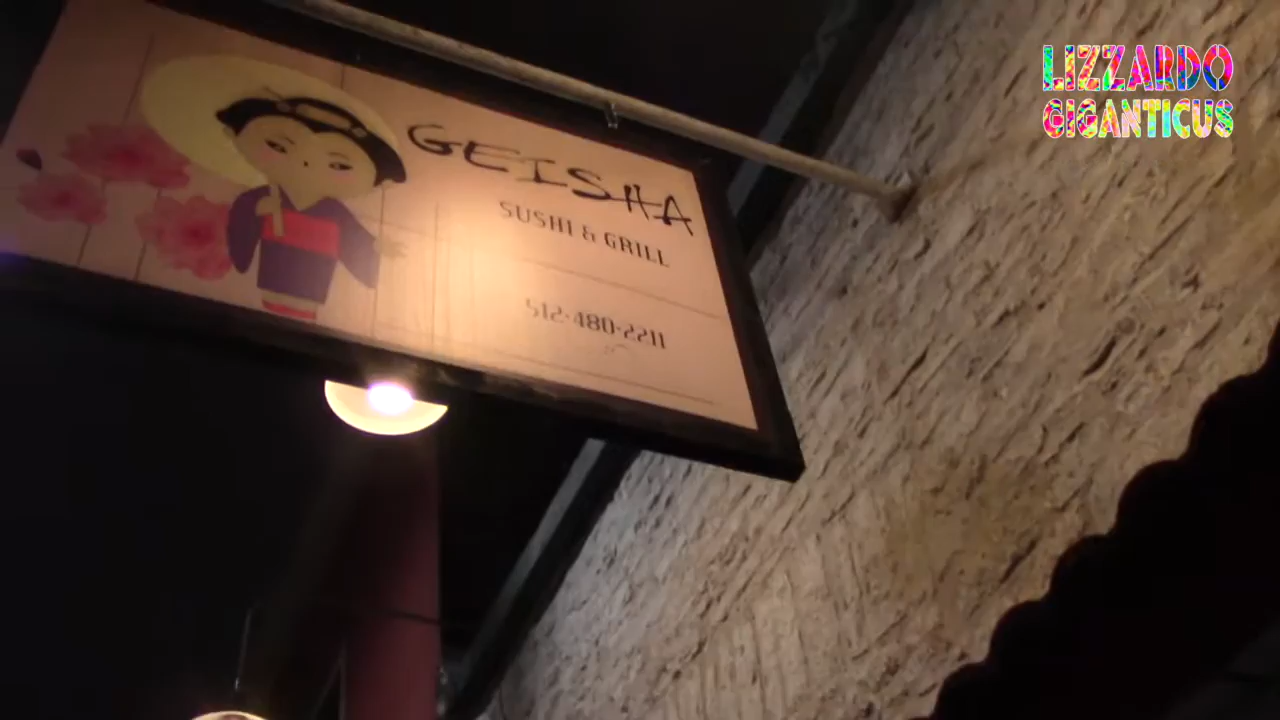 GEISHA
SUSHI & GRILL
512-480-2211
LIZZARDO
GIGANTICUS